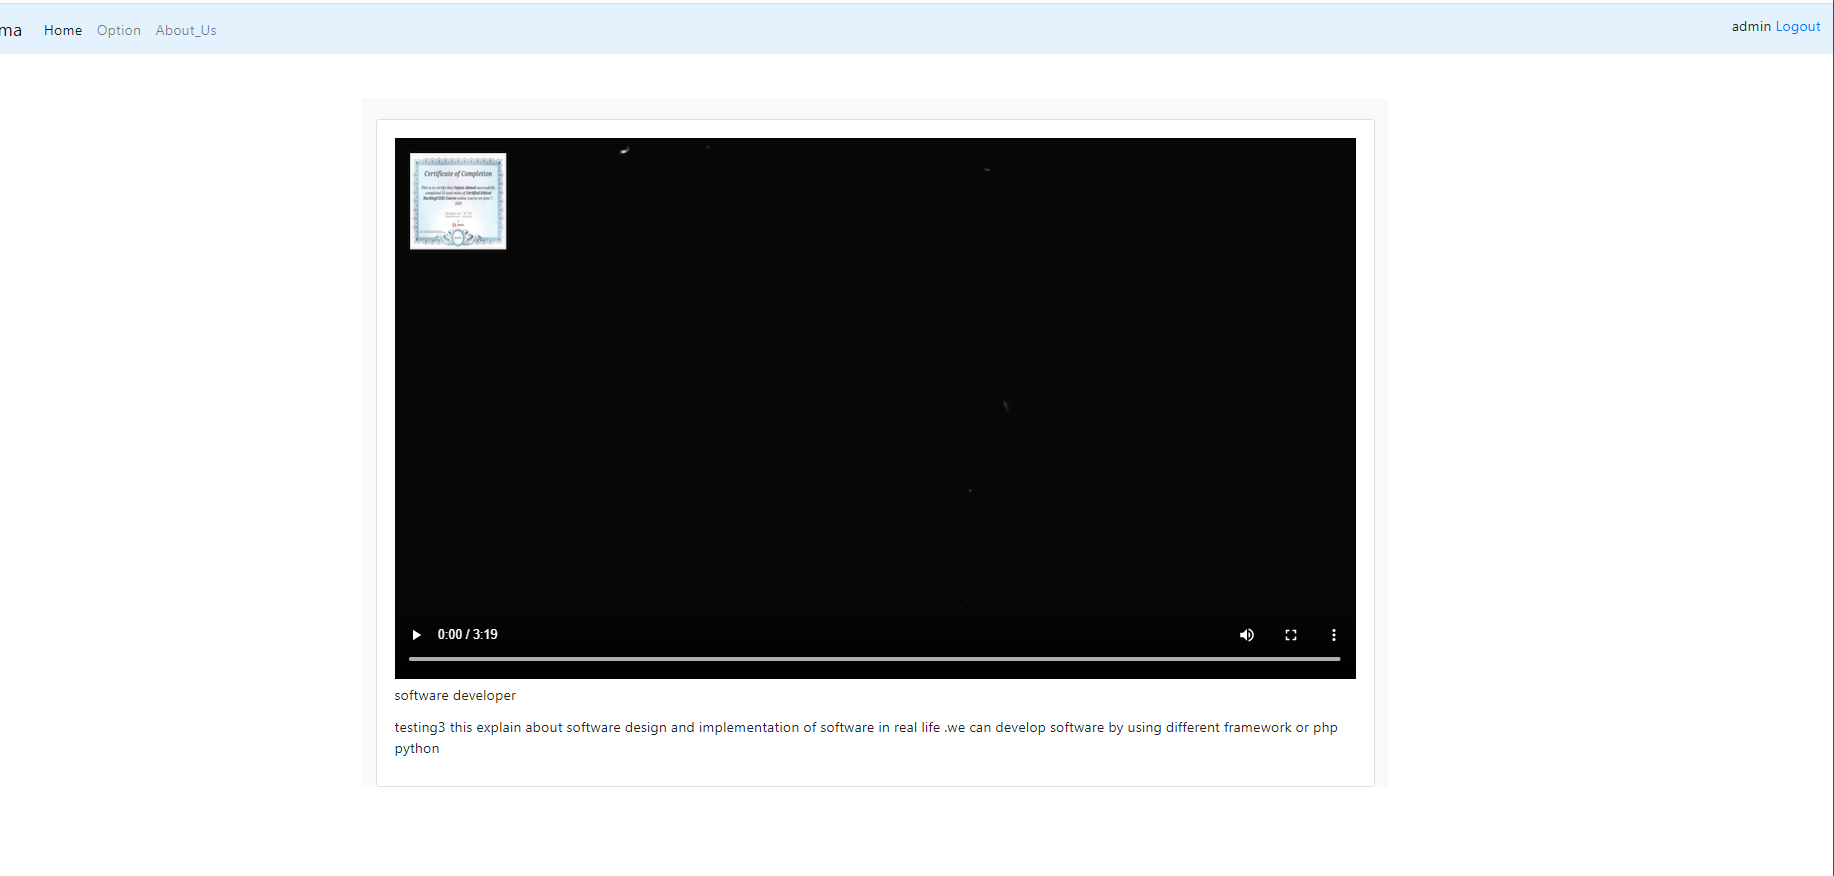 ma Home Option About_Us admin Logout
Certificate of Completion
0:00 / 3:19
software developer
testing3 this explain about software design and implementation of software in real life .we can develop software by using different framework or php
python